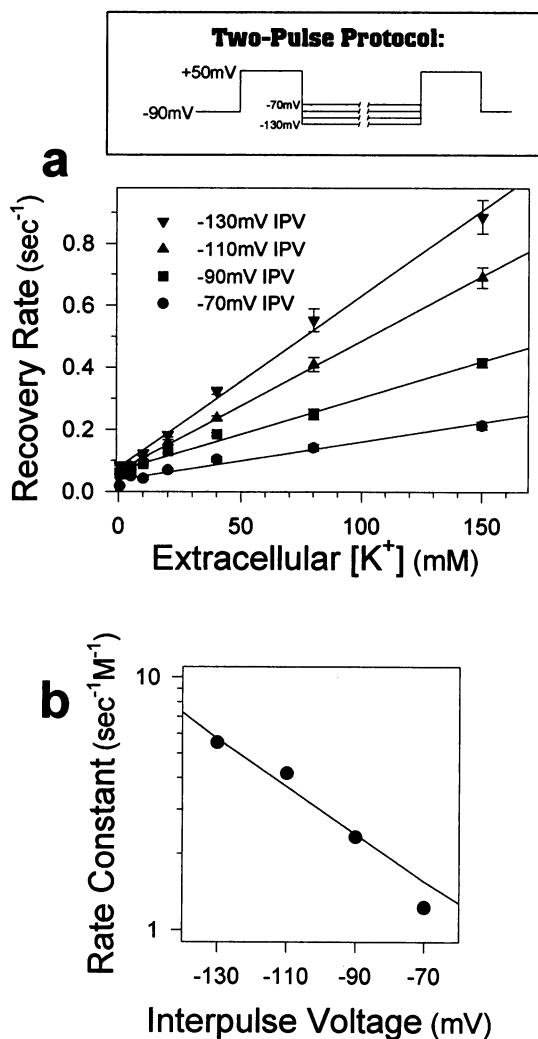 Two-Pulse Protocol:
+50mV
-90mV
-70mV
-130mV
a
Recovery Rate (sec⁻¹)
0.8
0.6
0.4
0.2
0.0
-130mV IPV
-110mV IPV
-90mV IPV
-70mV IPV
0 50 100 150
Extracellular [K⁺] (mM)
b
Rate Constant (sec⁻¹M⁻¹)
10
1
-130 -110 -90 -70
Interpulse Voltage (mV)